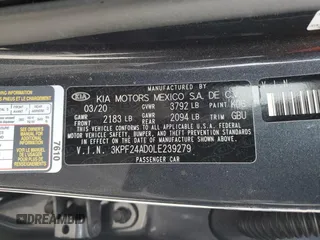 MANUFACTURED BY
KIA KIA MOTORS MEXICO S.A. DE C.V.
03/20 GVWR 3792 LB PAINT
GAWR FRONT 2183 LB GAWR REAR 2094 LB TRIM GBU
THIS VEHICLE CONFORMS TO ALL APPLICABLE FEDERAL
MOTOR VEHICLE SAFETY, BUMPER, AND THEFT PREVENTION
STANDARDS IN EFFECT ON THE DATE OF
MANUFACTURE SHOWN ABOVE.
V.I.N. 3KPF24AD0LE239279
PASSENGER CAR
7610
DREAMBID